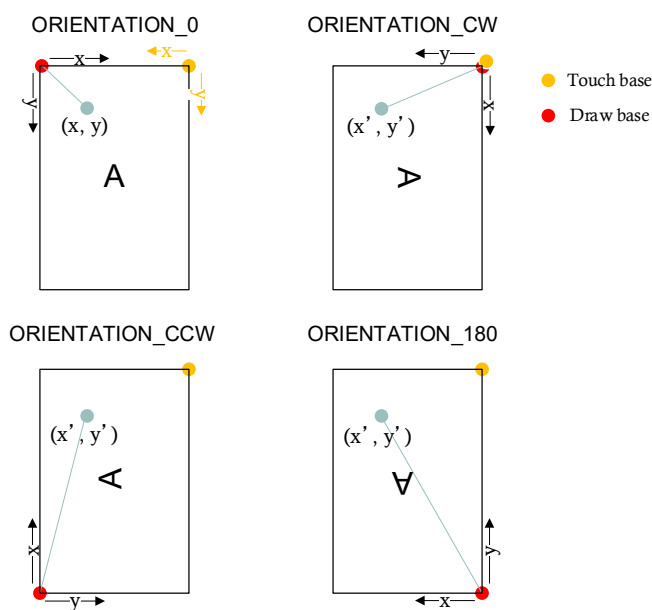 ORIENTATION_0
x
x
y
y
(x, y)
A
ORIENTATION_CW
y
x
(x', y')
A
Touch base
Draw base
ORIENTATION_CCW
(x', y')
A
x
y
ORIENTATION_180
(x', y')
A
y
x